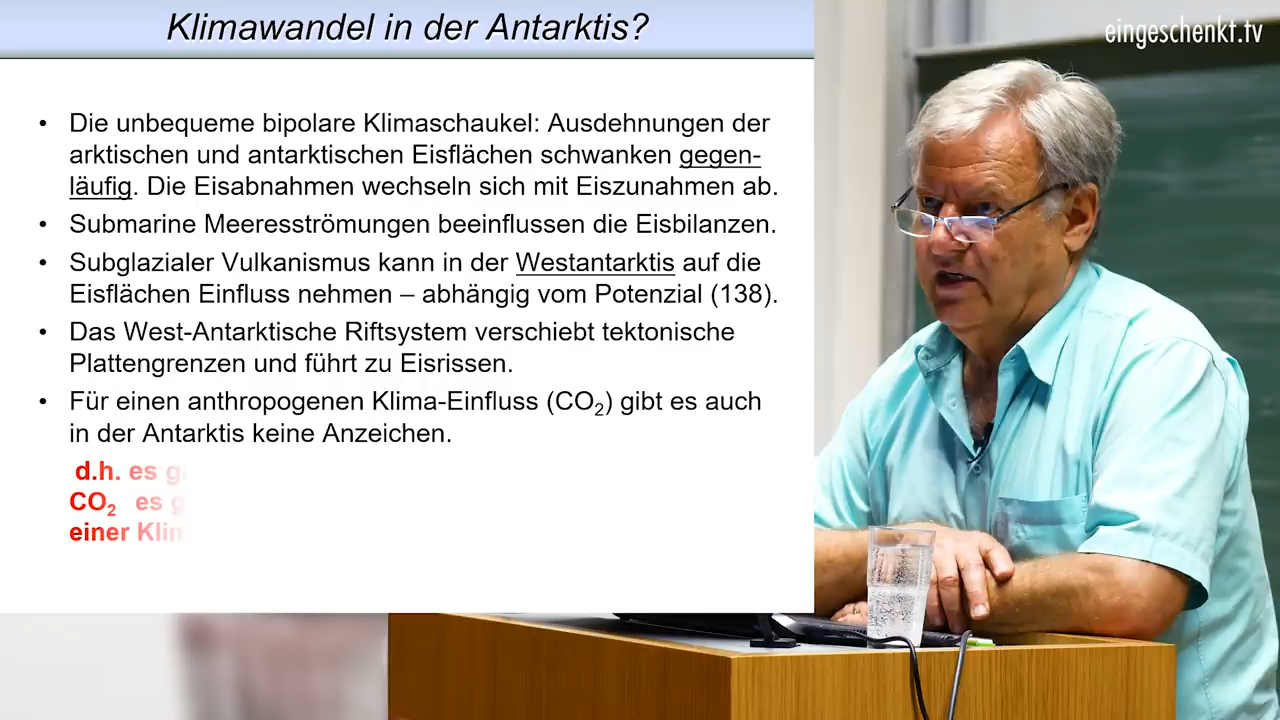 Klimawandel in der Antarktis?
eingeschenkt.tv
• Die unbequeme bipolare Klimaschaukel: Ausdehnungen der
arktischen und antarktischen Eisflächen schwanken gegen-
läufig. Die Eisabnahmen wechseln sich mit Eiszunahmen ab.
• Submarine Meeresströmungen beeinflussen die Eisbilanzen.
• Subglazialer Vulkanismus kann in der Westantarktis auf die
Eisflächen Einfluss nehmen – abhängig vom Potenzial (138).
• Das West-Antarktische Riftsystem verschiebt tektonische
Plattengrenzen und führt zu Eisrissen.
• Für einen anthropogenen Klima-Einfluss (CO₂) gibt es auch
in der Antarktis keine Anzeichen.
d.h. es
CO₂ es
einer